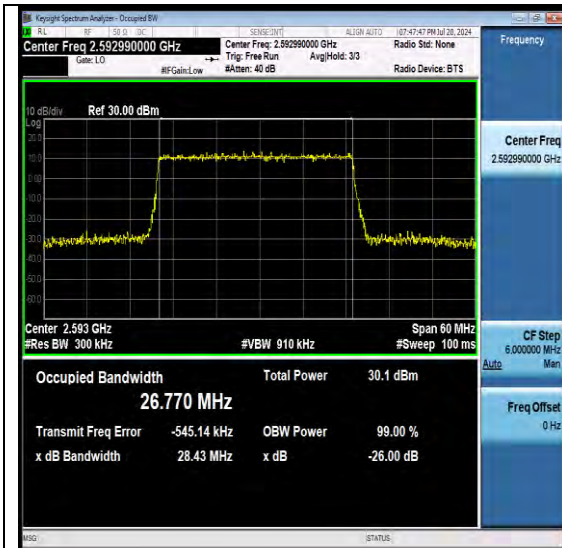 Keysight Spectrum Analyzer - Occupied BW
RL RF 50 Ω DC SENSE:INT ALIGN AUTO 07:47:47 PM Jul 20, 2024
Center Freq 2.592990000 GHz
Gate: LO
#IFGain:Low
Center Freq: 2.592990000 GHz
Trig: Free Run Avg|Hold: 3/3
#Atten: 40 dB
Radio Std: None
Radio Device: BTS
Frequency
10 dB/div Ref 30.00 dBm
Log
20.0
10.0
0.00
-10.0
-20.0
-30.0
-40.0
-50.0
-60.0
Center 2.593 GHz Span 60 MHz
#Res BW 300 kHz #VBW 910 kHz #Sweep 100 ms
Occupied Bandwidth Total Power 30.1 dBm
26.770 MHz
Transmit Freq Error -545.14 kHz OBW Power 99.00 %
x dB Bandwidth 28.43 MHz x dB -26.00 dB
Center Freq
2.592990000 GHz
CF Step
6.000000 MHz
Auto Man
Freq Offset
0 Hz
MSG STATUS